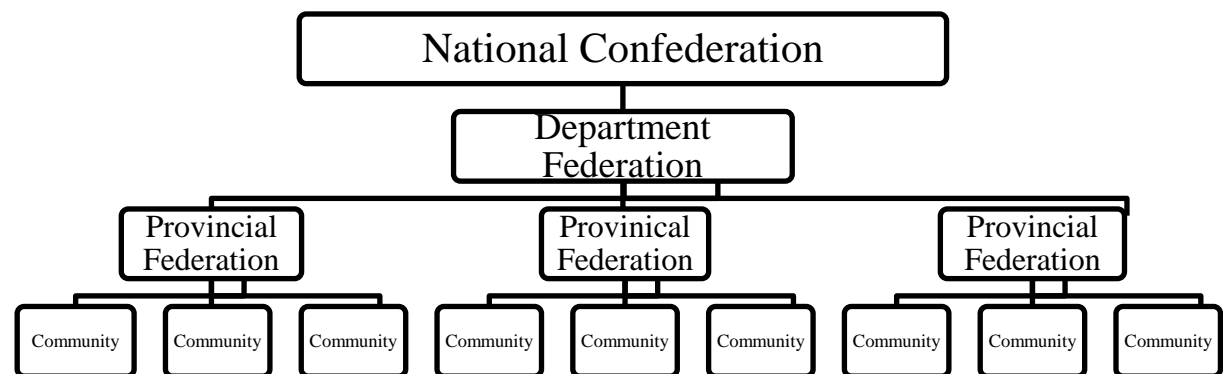 National Confederation
Department
Federation
Provincial
Federation
Provinical
Federation
Provincial
Federation
Community
Community
Community
Community
Community
Community
Community
Community
Community